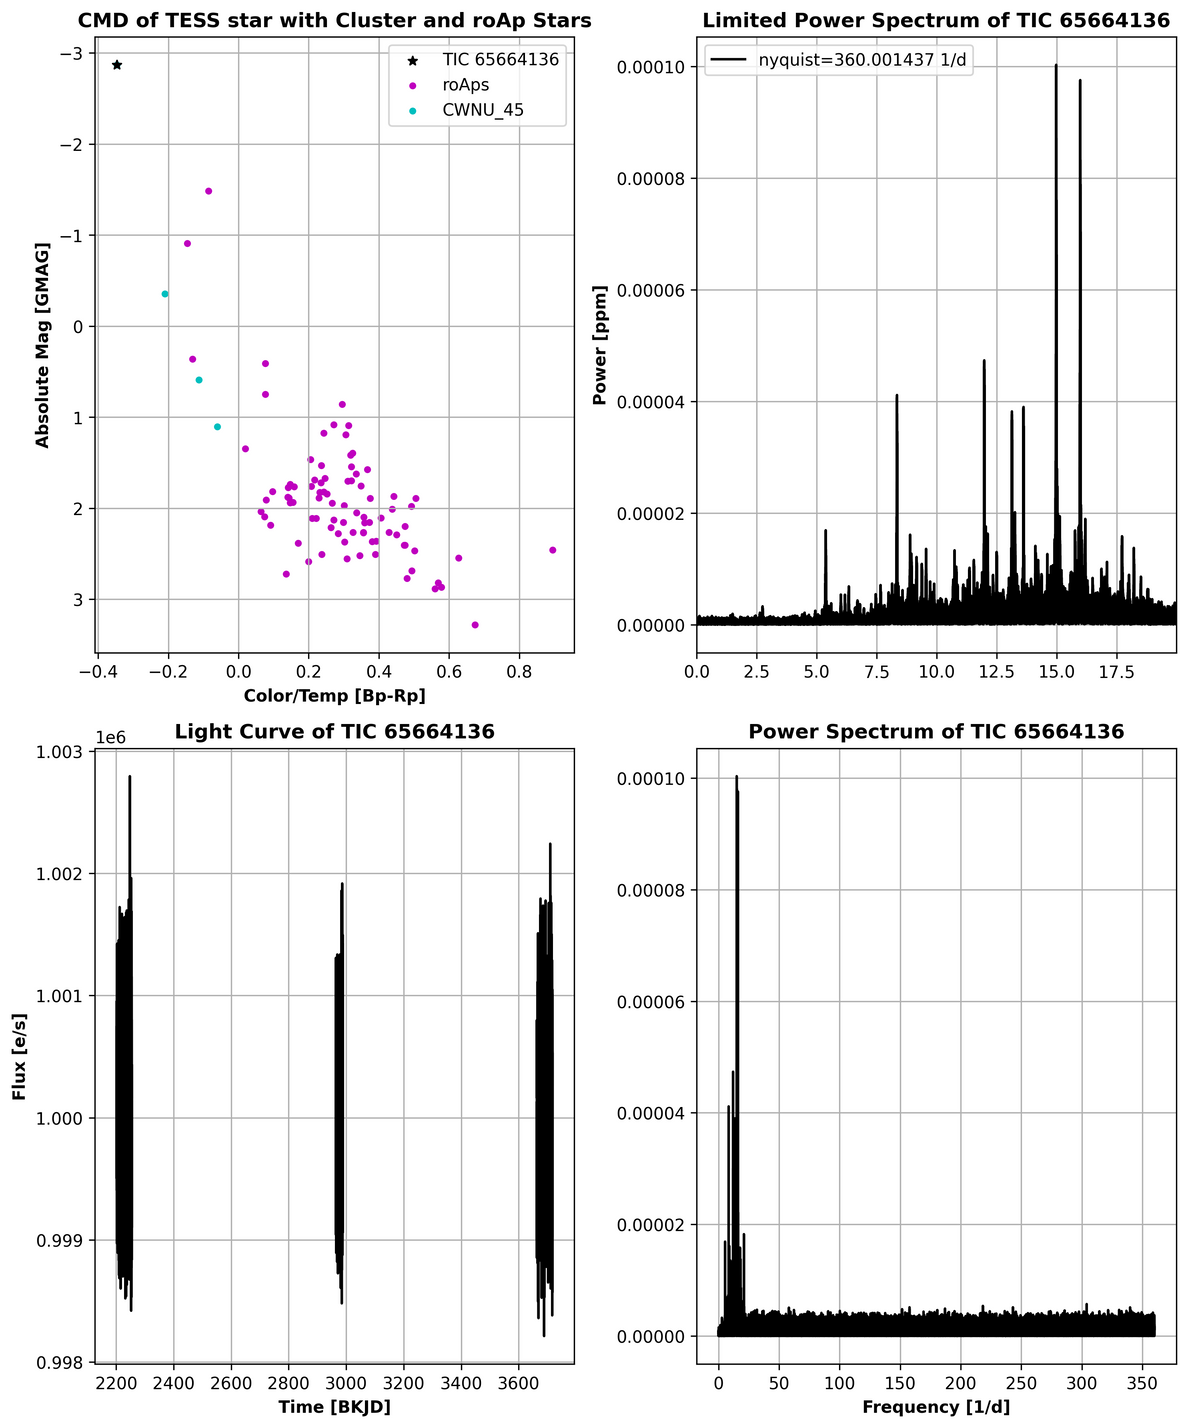 CMD of TESS star with Cluster and roAp Stars
TIC 65664136
roAps
CWNU_45
−3
−2
−1
0
1
2
3
Absolute Mag [GMAG]
−0.4 −0.2 0.0 0.2 0.4 0.6 0.8
Color/Temp [Bp-Rp]
Limited Power Spectrum of TIC 65664136
nyquist=360.001437 1/d
0.00010
0.00008
0.00006
0.00004
0.00002
0.00000
Power [ppm]
0.0 2.5 5.0 7.5 10.0 12.5 15.0 17.5
Light Curve of TIC 65664136
1e6
1.003
1.002
1.001
1.000
0.999
0.998
Flux [e/s]
2200 2400 2600 2800 3000 3200 3400 3600
Time [BKJD]
Power Spectrum of TIC 65664136
0.00010
0.00008
0.00006
0.00004
0.00002
0.00000
0 50 100 150 200 250 300 350
Frequency [1/d]